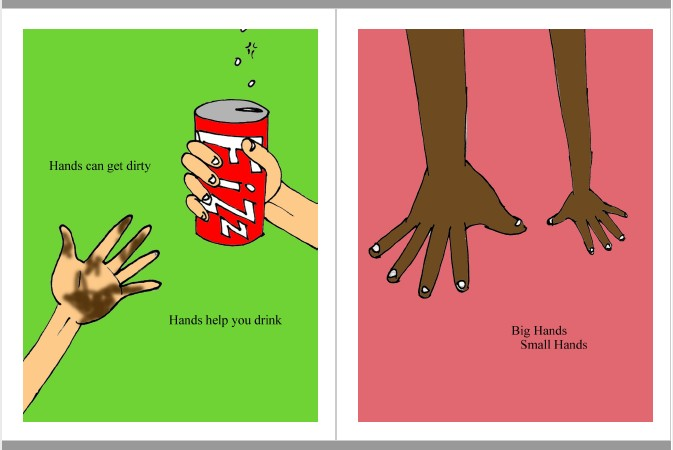 Fizz
Hands can get dirty
Hands help you drink
Big Hands
Small Hands